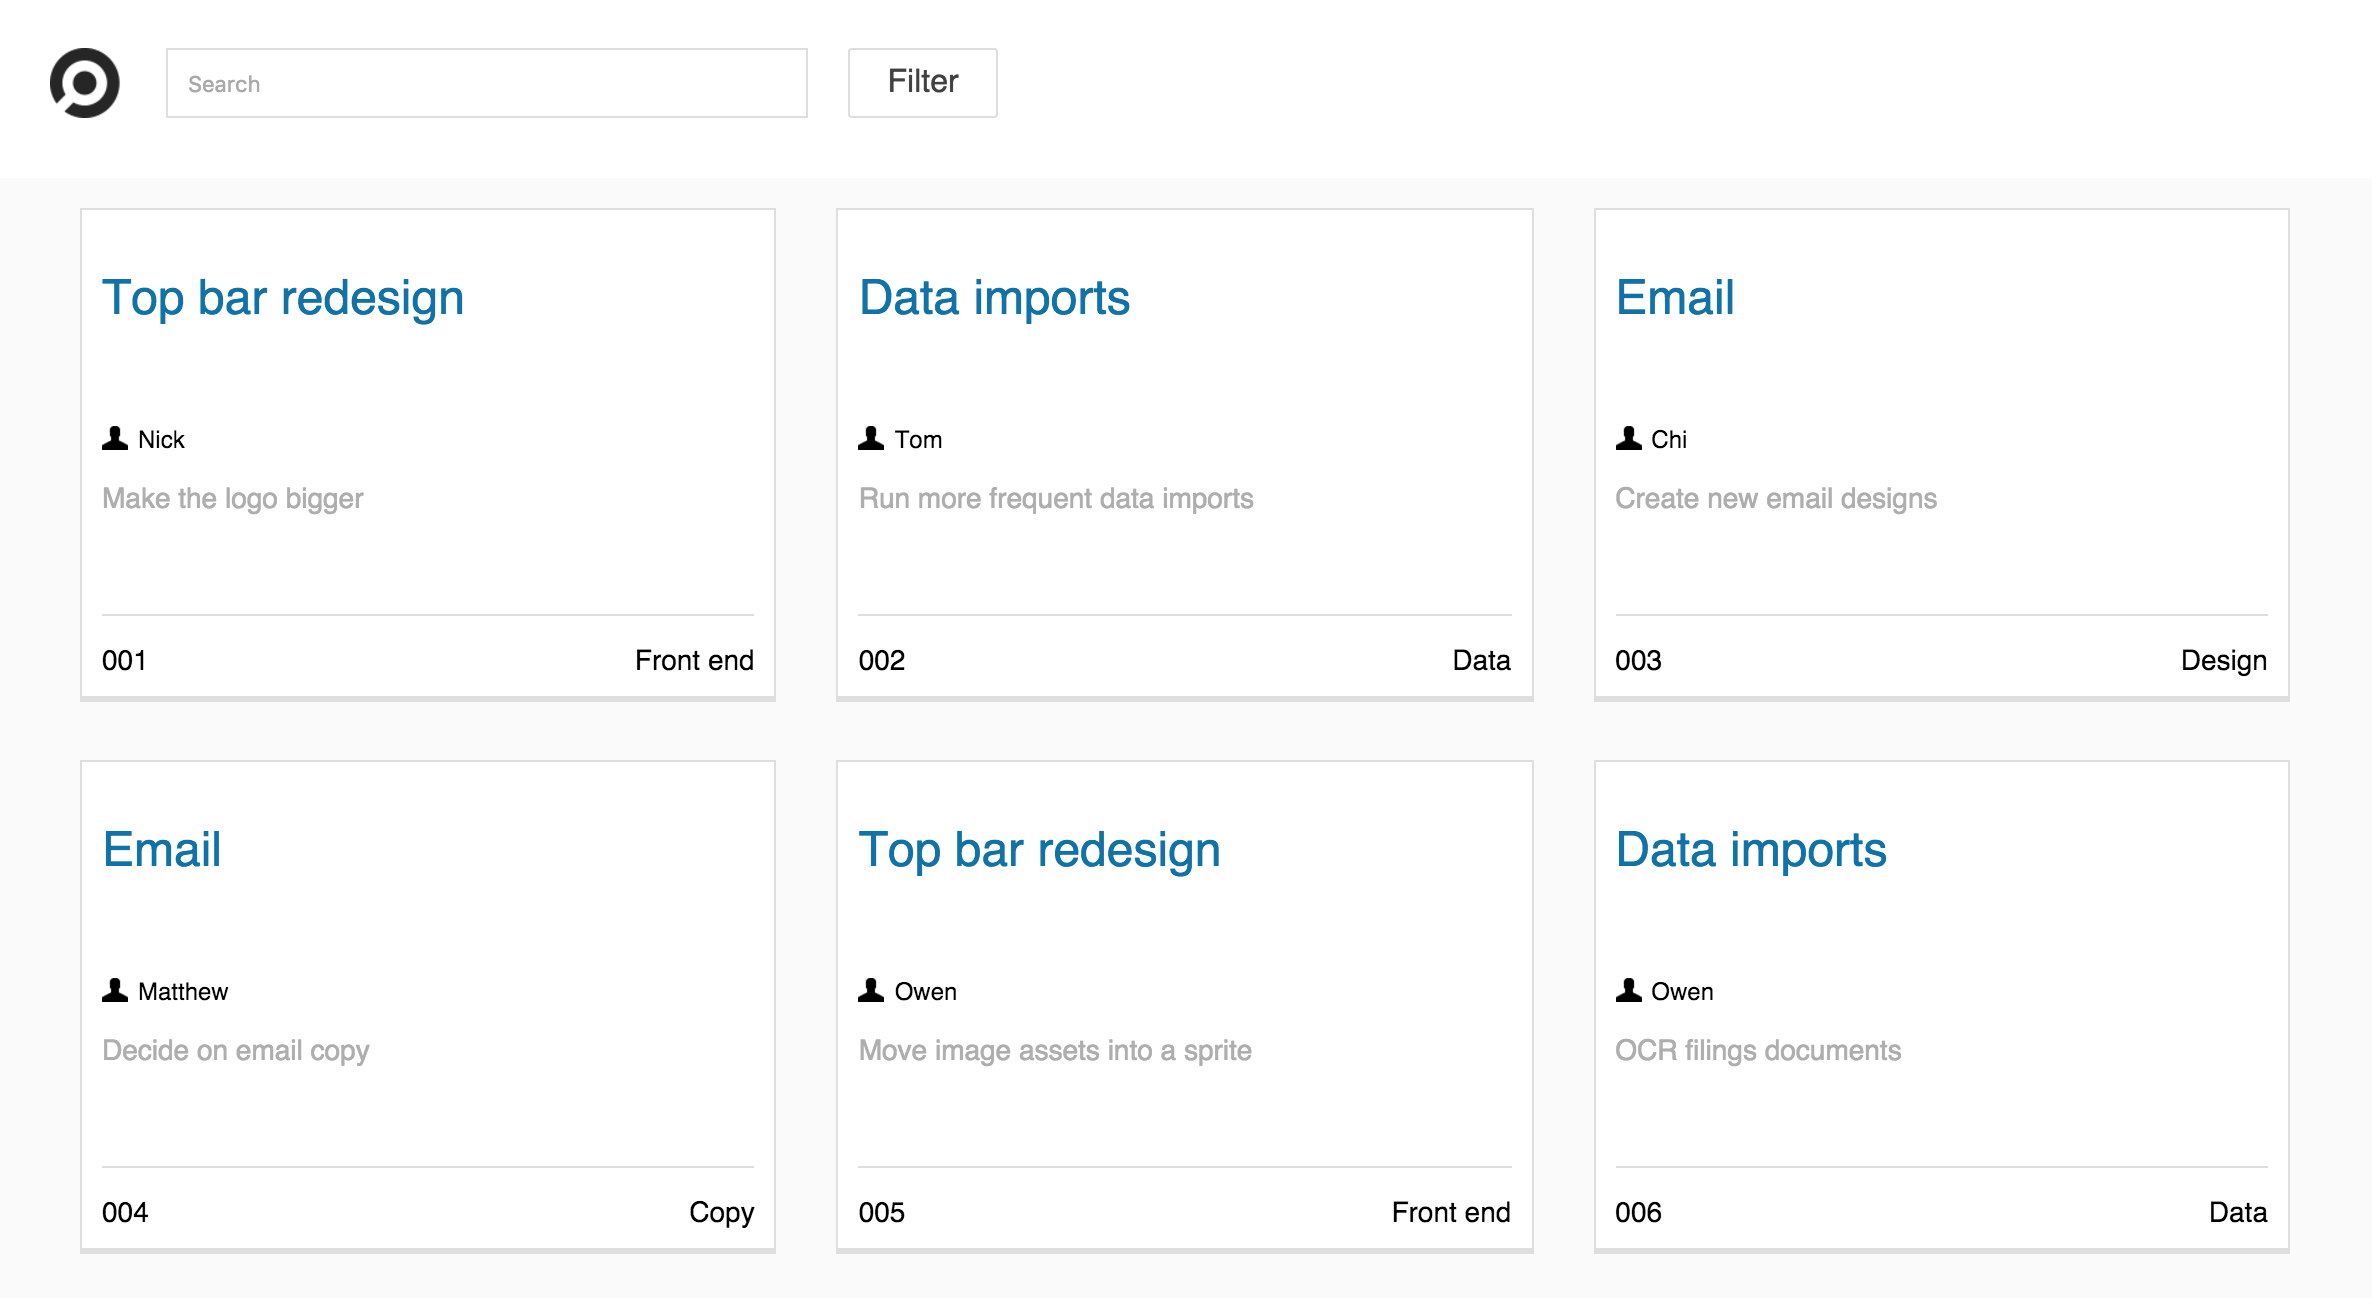 Search
Filter
Top bar redesign
Nick
Make the logo bigger
001
Front end
Data imports
Tom
Run more frequent data imports
002
Data
Email
Chi
Create new email designs
003
Design
Email
Matthew
Decide on email copy
004
Copy
Top bar redesign
Owen
Move image assets into a sprite
005
Front end
Data imports
Owen
OCR filings documents
006
Data